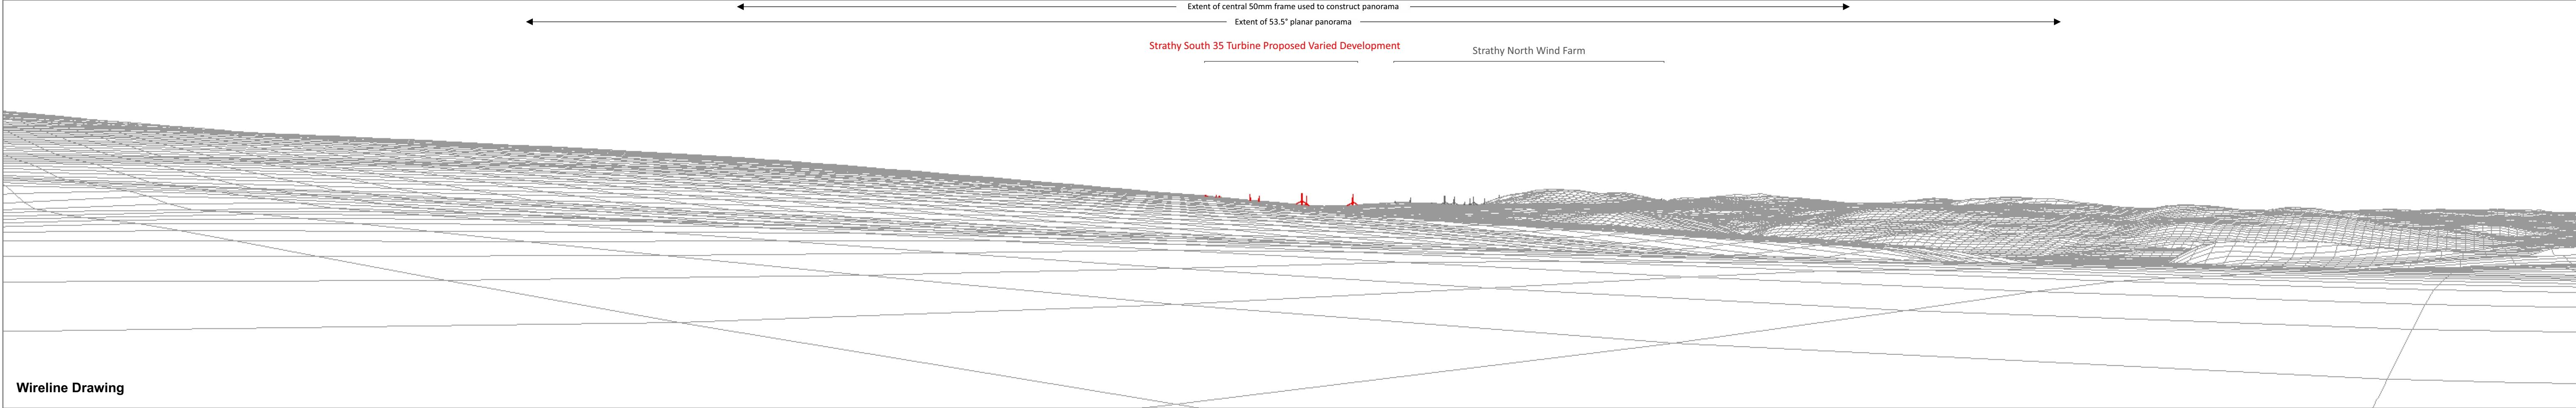 Extent of central 50mm frame used to construct panorama
Extent of 53.5° planar panorama
Strathy South 35 Turbine Proposed Varied Development
Strathy North Wind Farm
Wireline Drawing